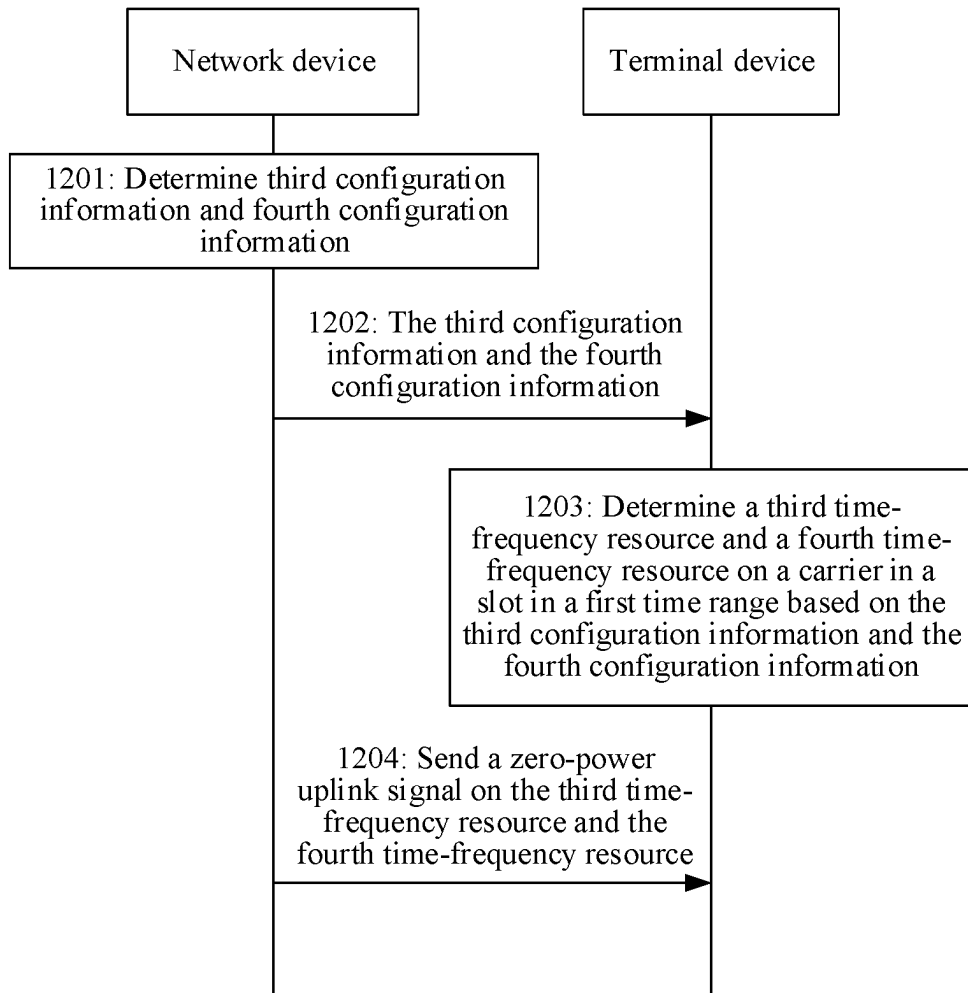 Network device
Terminal device
1201: Determine third configuration
information and fourth configuration
information
1202: The third configuration
information and the fourth
configuration information
1203: Determine a third time-
frequency resource and a fourth time-
frequency resource on a carrier in a
slot in a first time range based on the
third configuration information and the
fourth configuration information
1204: Send a zero-power
uplink signal on the third time-
frequency resource and the
fourth time-frequency resource